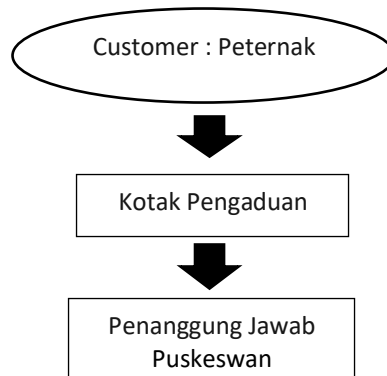 Customer : Peternak
Kotak Pengaduan
Penanggung Jawab
Puskeswan